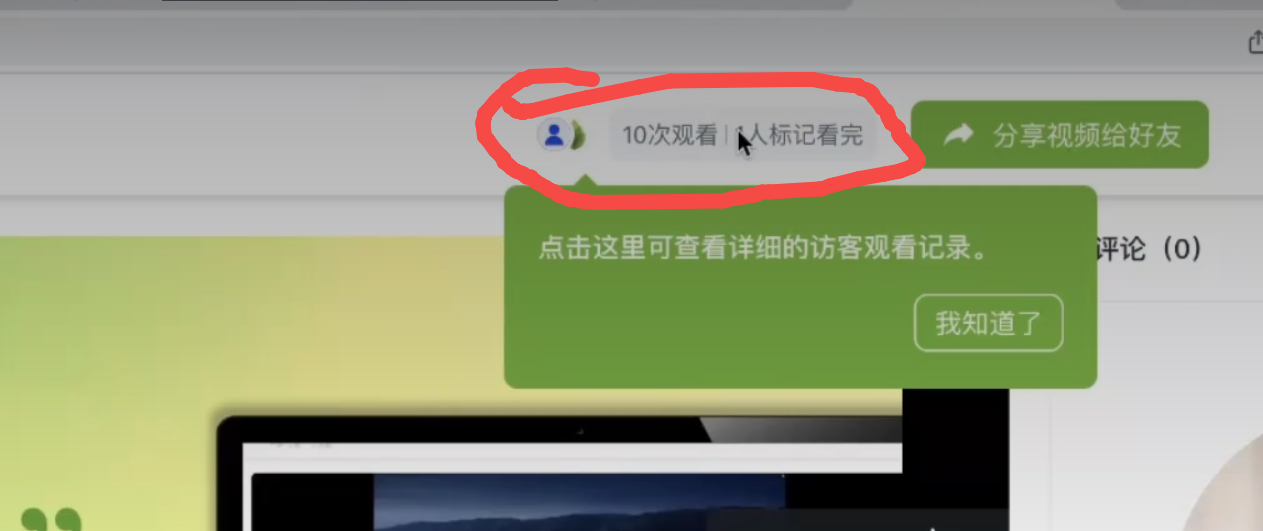 10次观看 | 人标记看完
分享视频给好友
点击这里可查看详细的访客观看记录。
评论（0）
我知道了